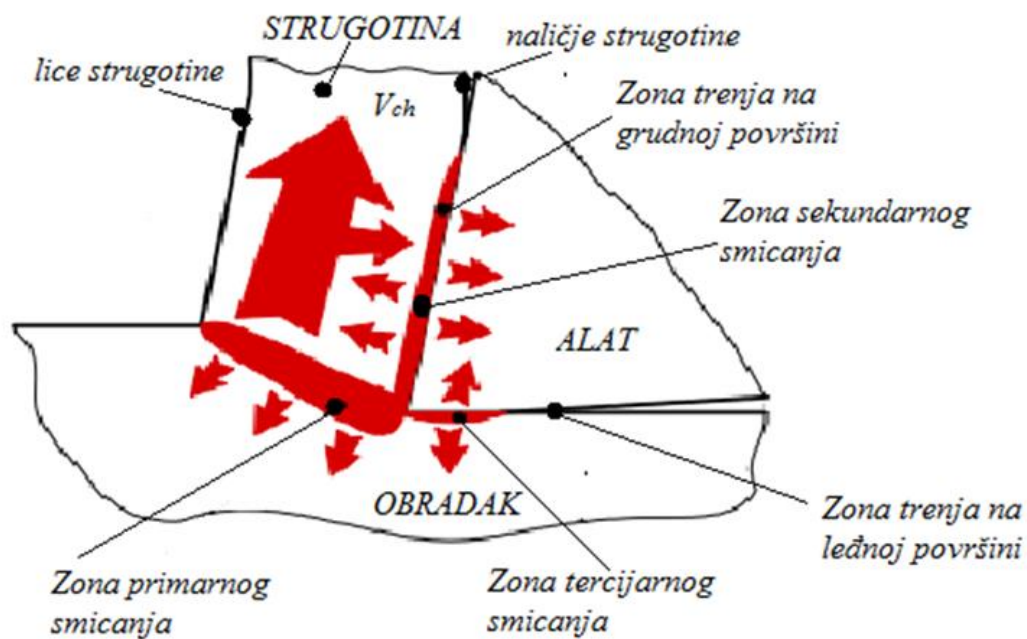 STRUGOTINA
naličje strugotine
lice strugotine
Vch
Zona trenja na
grudnoj površini
Zona sekundarnog
smicanja
ALAT
OBRADAK
Zona trenja na
leđnoj površini
Zona primarnog
smicanja
Zona tercijarnog
smicanja